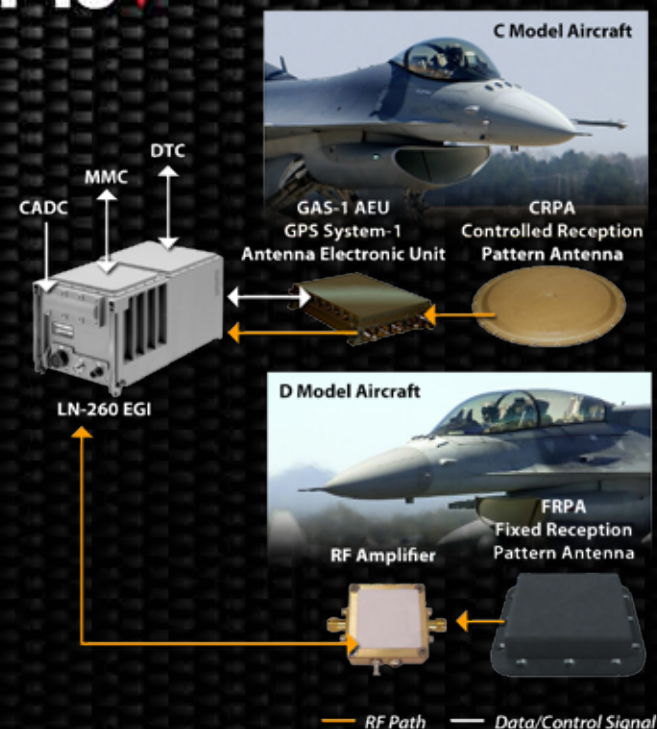 C Model Aircraft
DTC
MMC
CADC
GAS-1 AEU
GPS System-1
Antenna Electronic Unit
CRPA
Controlled Reception
Pattern Antenna
LN-260 EGI
D Model Aircraft
FRPA
Fixed Reception
Pattern Antenna
RF Amplifier
RF Path
Data/Control Signal